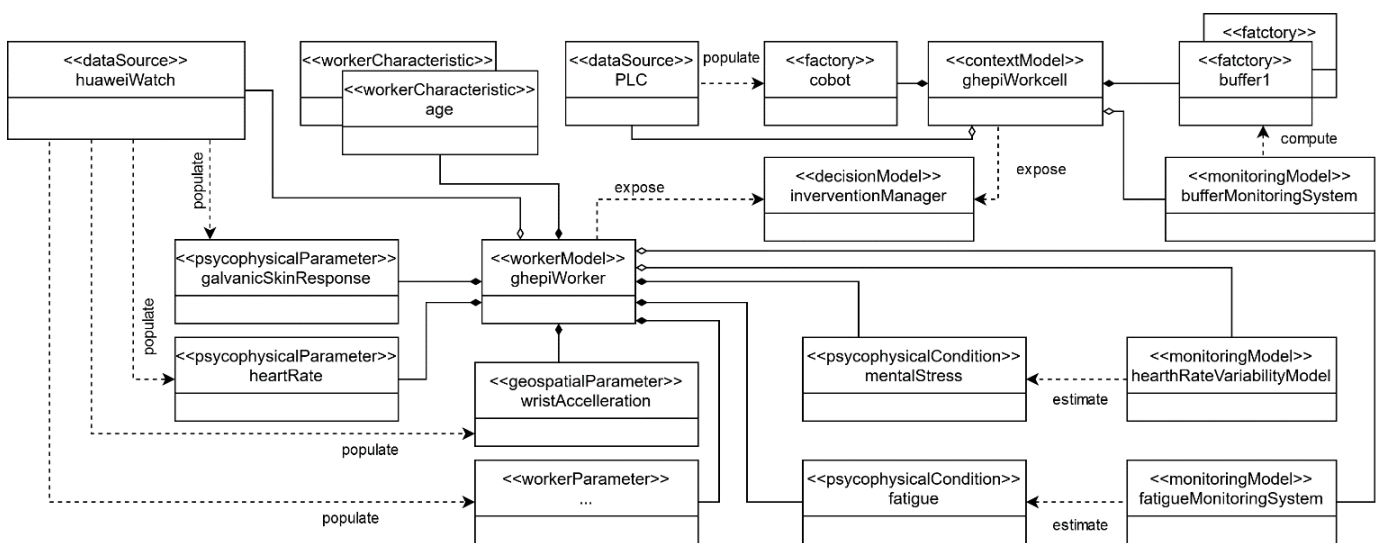 <<dataSource>>
huaweiWatch
<<workerCharacteristic>>
<<workerCharacteristic>>
age
<<dataSource>>
PLC
populate
<<factory>>
cobot
<<contextModel>>
ghepiWorkcell
<<fatctory>>
<<fatctory>>
buffer1
compute
<<monitoringModel>>
bufferMonitoringSystem
populate
expose
<<decisionModel>>
inverventionManager
expose
<<psycophysicalParameter>>
galvanicSkinResponse
<<workerModel>>
ghepiWorker
populate
<<psycophysicalParameter>>
heartRate
<<geospatialParameter>>
wristAccelleration
<<psycophysicalCondition>>
mentalStress
<<monitoringModel>>
hearthRateVariabilityModel
estimate
populate
<<workerParameter>>
...
populate
<<psycophysicalCondition>>
fatigue
<<monitoringModel>>
fatigueMonitoringSystem
estimate